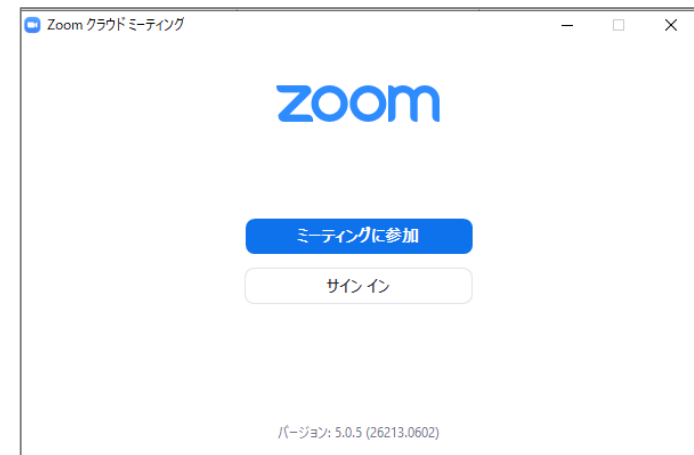 Zoom クラウド ミーティング
zoom
ミーティングに参加
サイン イン
バージョン: 5.0.5 (26213.0602)